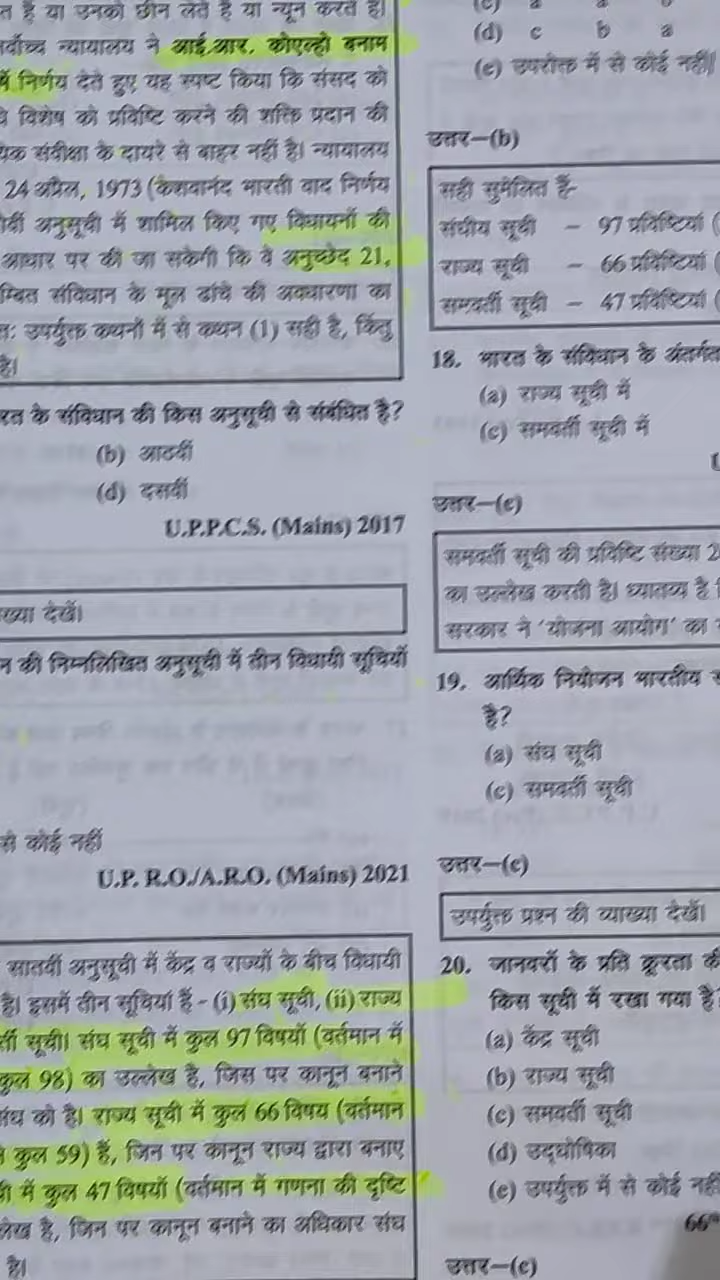 त है या उनको छीन लेते हैं या न्यून करते हैं।
र्वोच्च न्यायालय ने आई.आर. कोएल्हो बनाम
में निर्णय देते हुए यह स्पष्ट किया कि संसद को
विशेष को प्रविष्टि करने की शक्ति प्रदान की
यिक संवीक्षा के दायरे से बाहर नहीं है। न्यायालय
24 अप्रैल, 1973 (केशवानंद भारती वाद निर्णय
वीं अनुसूची में शामिल किए गए विधायनों की
आधार पर की जा सकेगी कि वे अनुच्छेद 21,
म्बित संविधान के मूल ढांचे की अवधारणा का
तः उपर्युक्त कथनों में से कथन (1) सही है, किंतु
है।
रत के संविधान की किस अनुसूची से संबंधित है?
(b) आठवीं
(d) दसवीं
U.P.P.C.S. (Mains) 2017
ख्या देखें।
न की निम्नलिखित अनुसूची में तीन विधायी सूचियों
से कोई नहीं
U.P. R.O./A.R.O. (Mains) 2021
सातवीं अनुसूची में केंद्र व राज्यों के बीच विधायी
है। इसमें तीन सूचियां हैं - (i) संघ सूची, (ii) राज्य
र्ती सूची। संघ सूची में कुल 97 विषयों (वर्तमान में
कुल 98) का उल्लेख है, जिस पर कानून बनाने
संघ को है। राज्य सूची में कुल 66 विषय (वर्तमान
कुल 59) हैं, जिन पर कानून राज्य द्वारा बनाए
में कुल 47 विषयों (वर्तमान में गणना की दृष्टि
लेख है, जिन पर कानून बनाने का अधिकार संघ
है।
(d) c b a
(e) उपरोक्त में से कोई नहीं/
उत्तर—(b)
सही सुमेलित हैं-
संघीय सूची – 97 प्रविष्टियां (
राज्य सूची – 66 प्रविष्टियां (
समवर्ती सूची – 47 प्रविष्टियां (
18. भारत के संविधान के अंतर्गत
(a) राज्य सूची में
(c) समवर्ती सूची में
उत्तर—(c)
समवर्ती सूची की प्रविष्टि संख्या 2
का उल्लेख करती है। ध्यातव्य है
सरकार ने 'योजना आयोग' का
19. आर्थिक नियोजन भारतीय
है?
(a) संघ सूची
(c) समवर्ती सूची
उत्तर—(c)
उपर्युक्त प्रश्न की व्याख्या देखें।
20. जानवरों के प्रति क्रूरता की
किस सूची में रखा गया है
(a) केंद्र सूची
(b) राज्य सूची
(c) समवर्ती सूची
(d) उद्घोषिका
(e) उपर्युक्त में से कोई नहीं
66
उत्तर—(c)